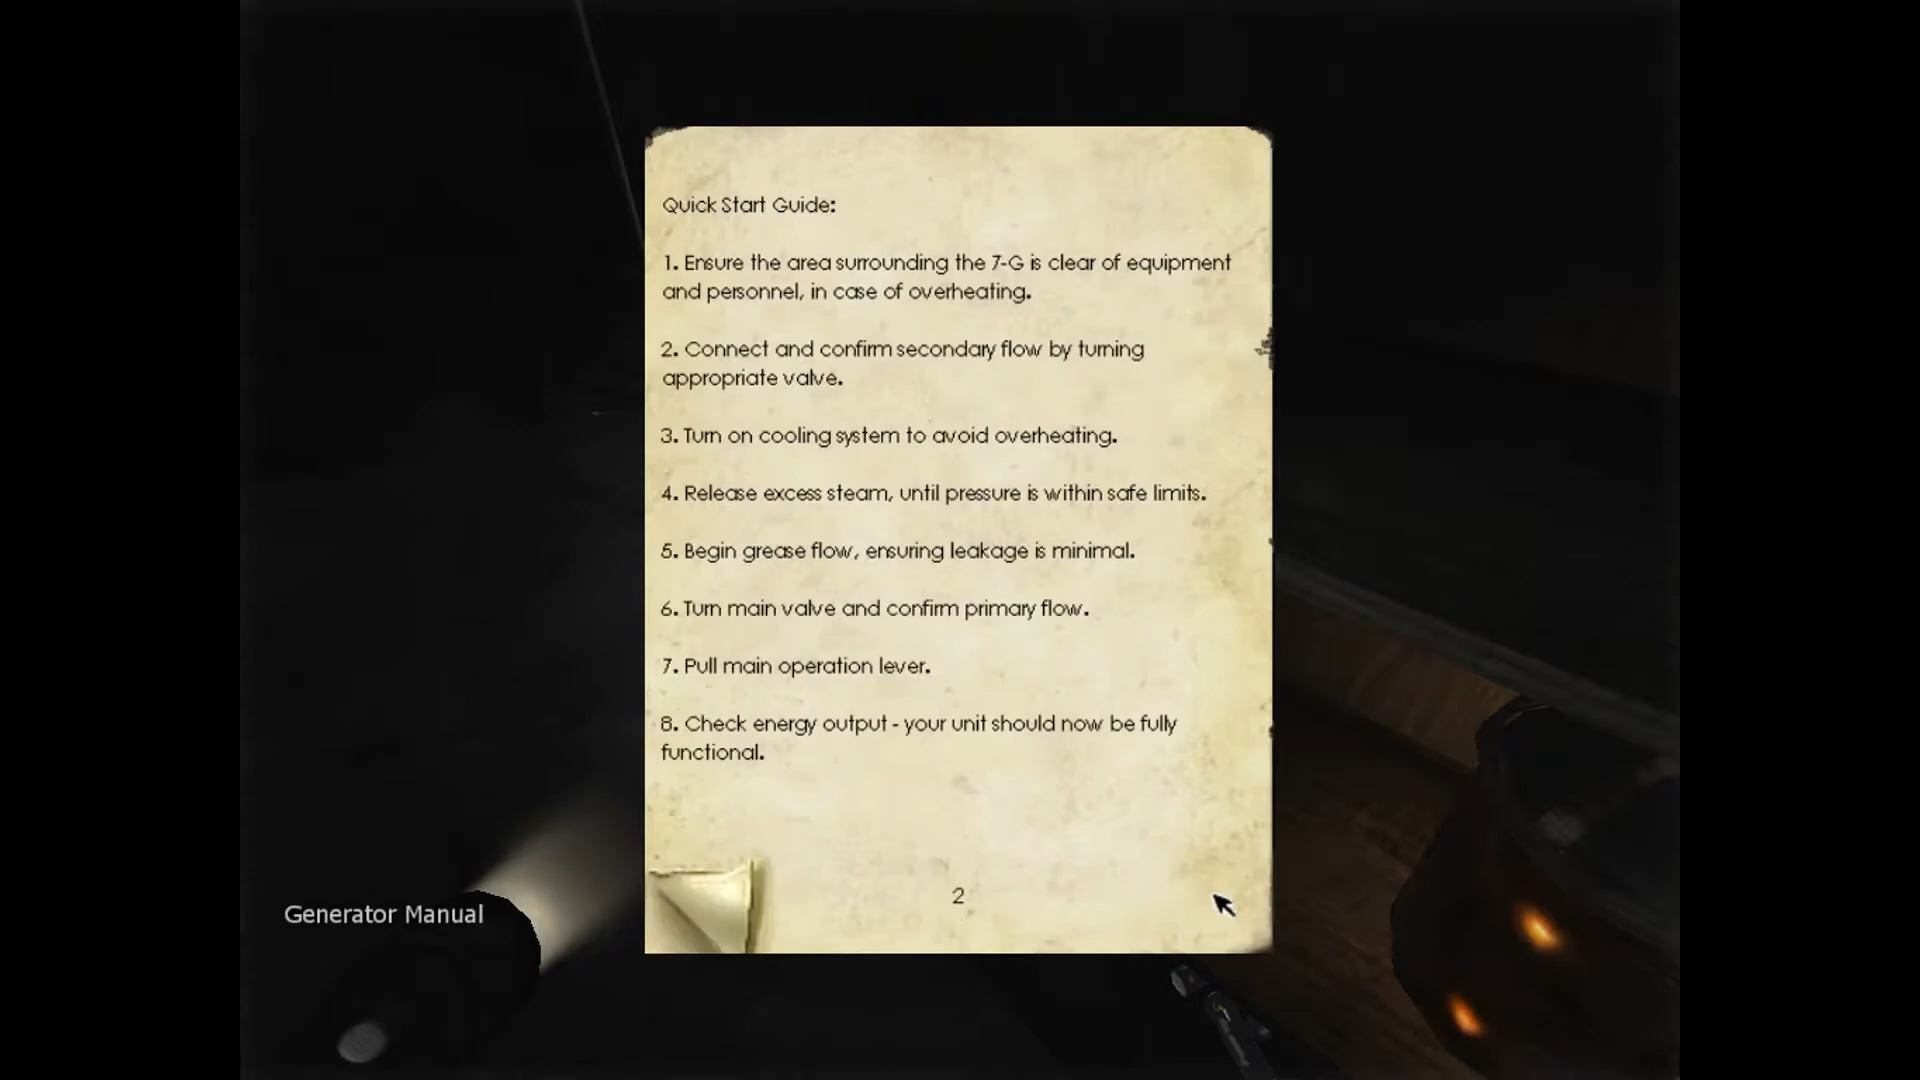 Quick Start Guide:
1. Ensure the area surrounding the 7-G is clear of equipment
and personnel, in case of overheating.
2. Connect and confirm secondary flow by turning
appropriate valve.
3. Turn on cooling system to avoid overheating.
4. Release excess steam, until pressure is within safe limits.
5. Begin grease flow, ensuring leakage is minimal.
6. Turn main valve and confirm primary flow.
7. Pull main operation lever.
8. Check energy output - your unit should now be fully
functional.
2
Generator Manual